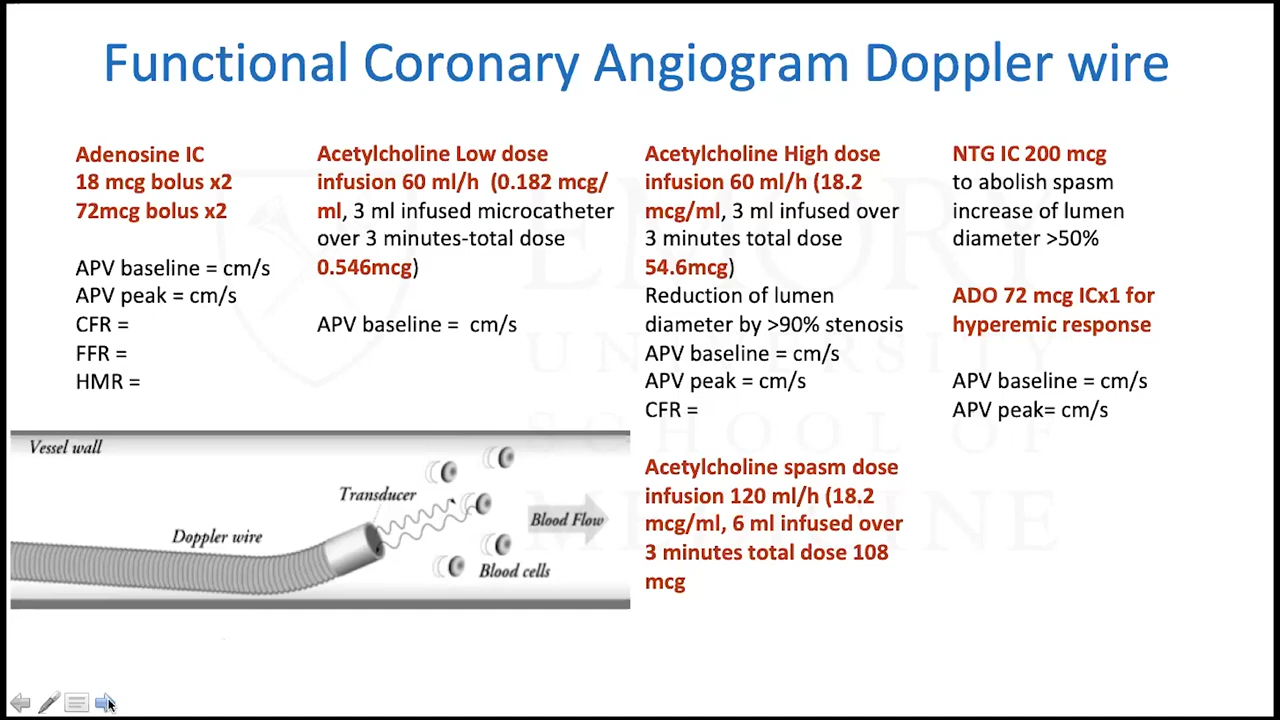 Functional Coronary Angiogram Doppler wire
Adenosine IC
18 mcg bolus x2
72mcg bolus x2
APV baseline = cm/s
APV peak = cm/s
CFR =
FFR =
HMR =
Acetylcholine Low dose
infusion 60 ml/h (0.182 mcg/
ml, 3 ml infused microcatheter
over 3 minutes-total dose
0.546mcg)
APV baseline = cm/s
Acetylcholine High dose
infusion 60 ml/h (18.2
mcg/ml, 3 ml infused over
3 minutes total dose
54.6mcg)
Reduction of lumen
diameter by >90% stenosis
APV baseline = cm/s
APV peak = cm/s
CFR =
Acetylcholine spasm dose
infusion 120 ml/h (18.2
mcg/ml, 6 ml infused over
3 minutes total dose 108
mcg
NTG IC 200 mcg
to abolish spasm
increase of lumen
diameter >50%
ADO 72 mcg ICx1 for
hyperemic response
APV baseline = cm/s
APV peak= cm/s
Vessel wall
Transducer
Doppler wire
Blood Flow
Blood cells
EMORY
UNIVERSITY
SCHOOL OF
MEDICINE